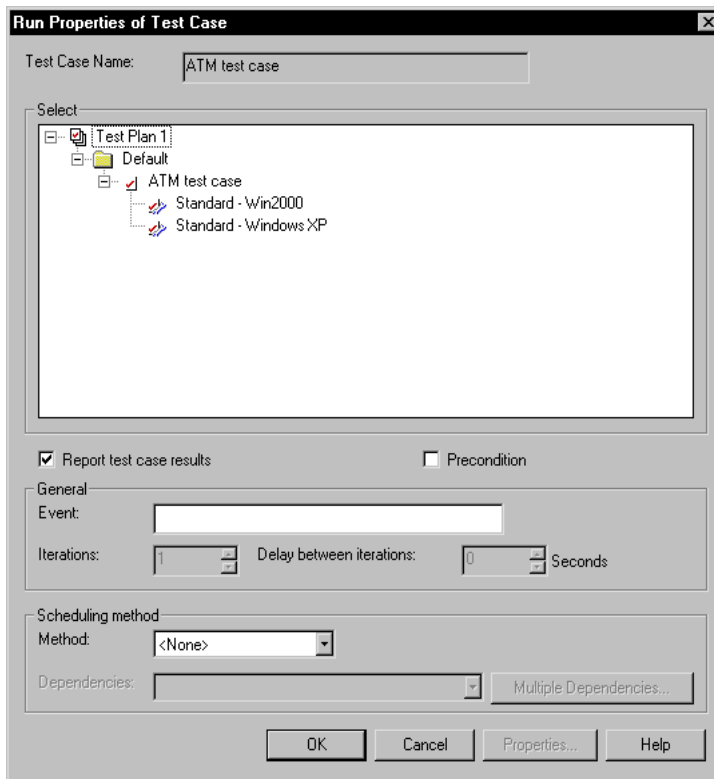 Run Properties of Test Case
Test Case Name: ATM test case
Select
Test Plan 1
Default
ATM test case
Standard - Win2000
Standard - Windows XP
Report test case results Precondition
General
Event:
Iterations: 1 Delay between iterations: 0 Seconds
Scheduling method
Method: <None>
Dependencies: Multiple Dependencies...
OK Cancel Properties... Help